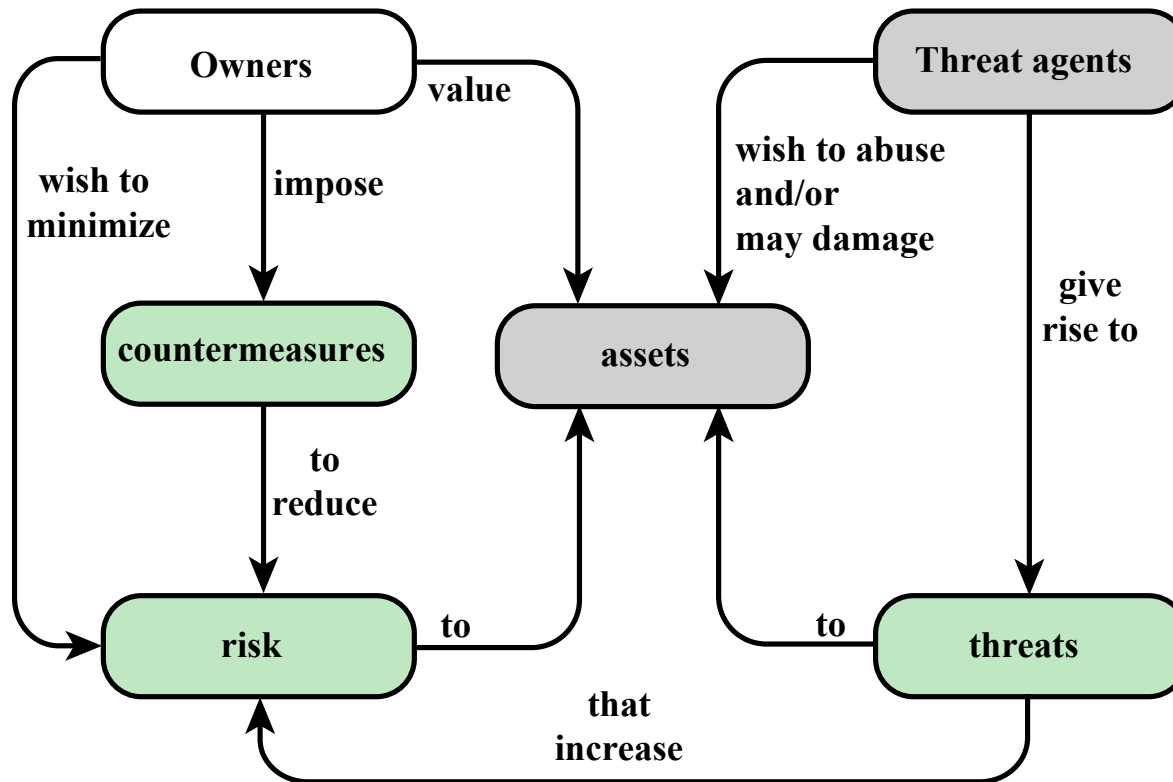 Owners
Threat agents
value
wish to
minimize
impose
wish to abuse
and/or
may damage
give
rise to
countermeasures
assets
to
reduce
risk
to
to
threats
that
increase